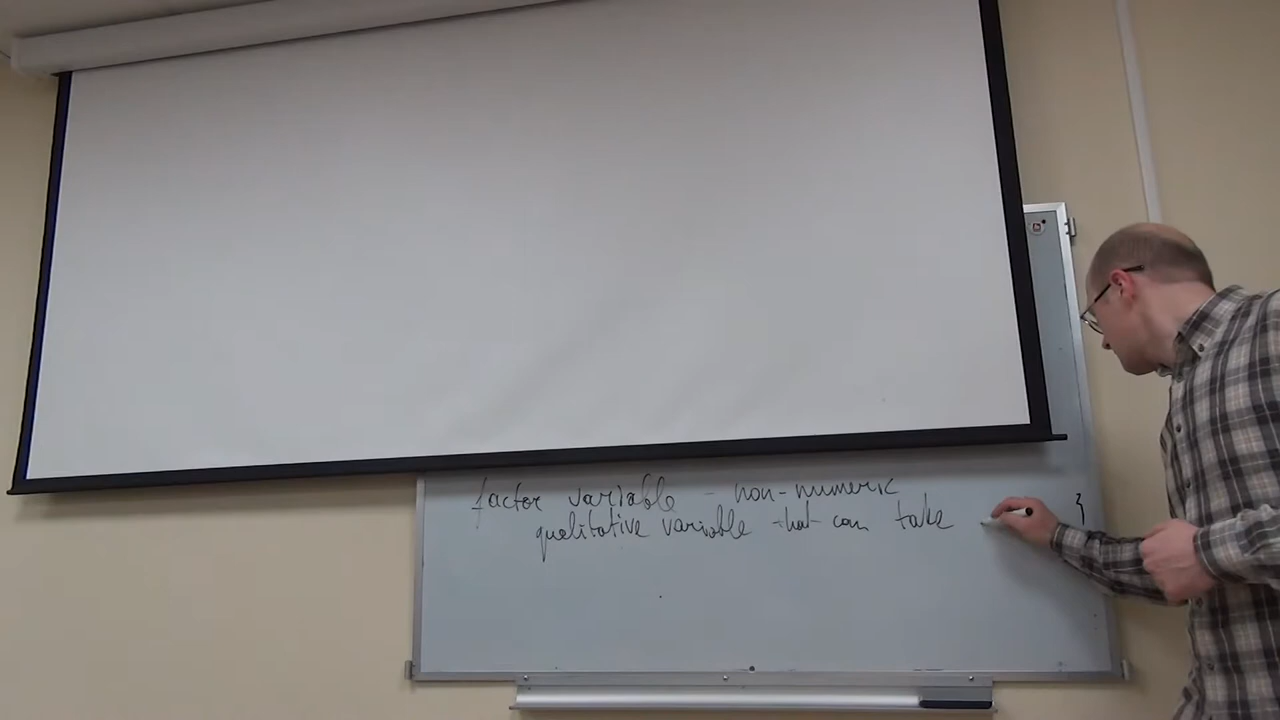 factor variable - non-numeric
qualitative variable that can take